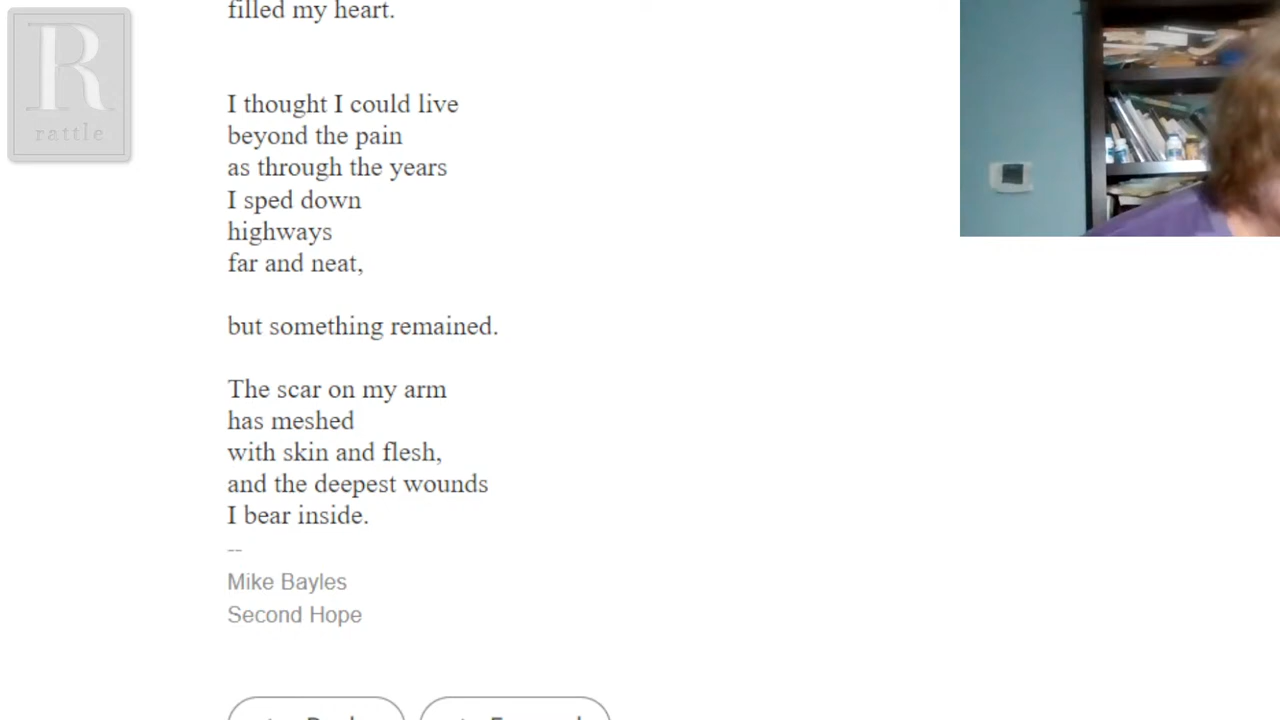 filled my heart.
R
rattle
I thought I could live
beyond the pain
as through the years
I sped down
highways
far and neat,
but something remained.
The scar on my arm
has meshed
with skin and flesh,
and the deepest wounds
I bear inside.
--
Mike Bayles
Second Hope